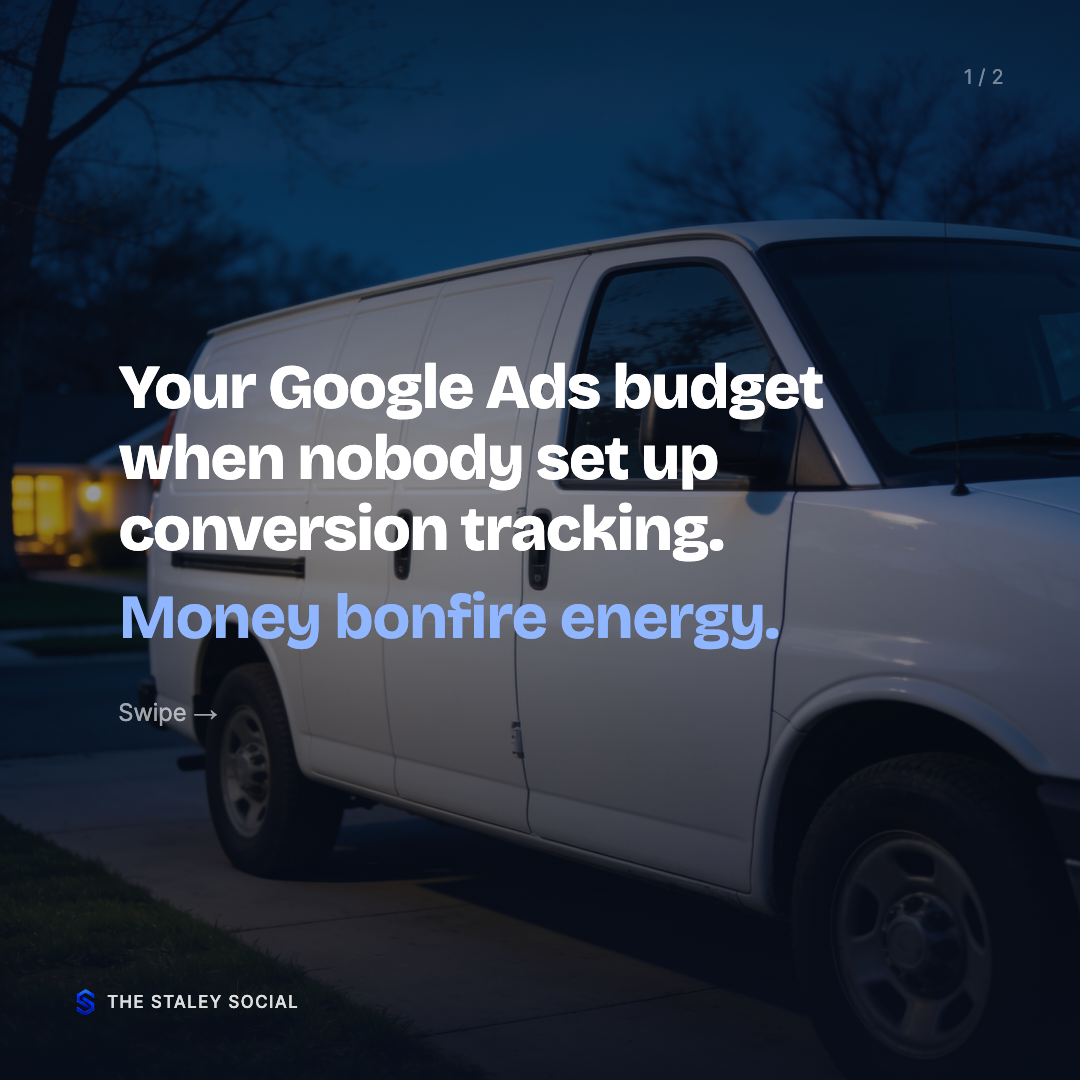 1 / 2
Your Google Ads budget
when nobody set up
conversion tracking.
Money bonfire energy.
Swipe →
THE STALEY SOCIAL